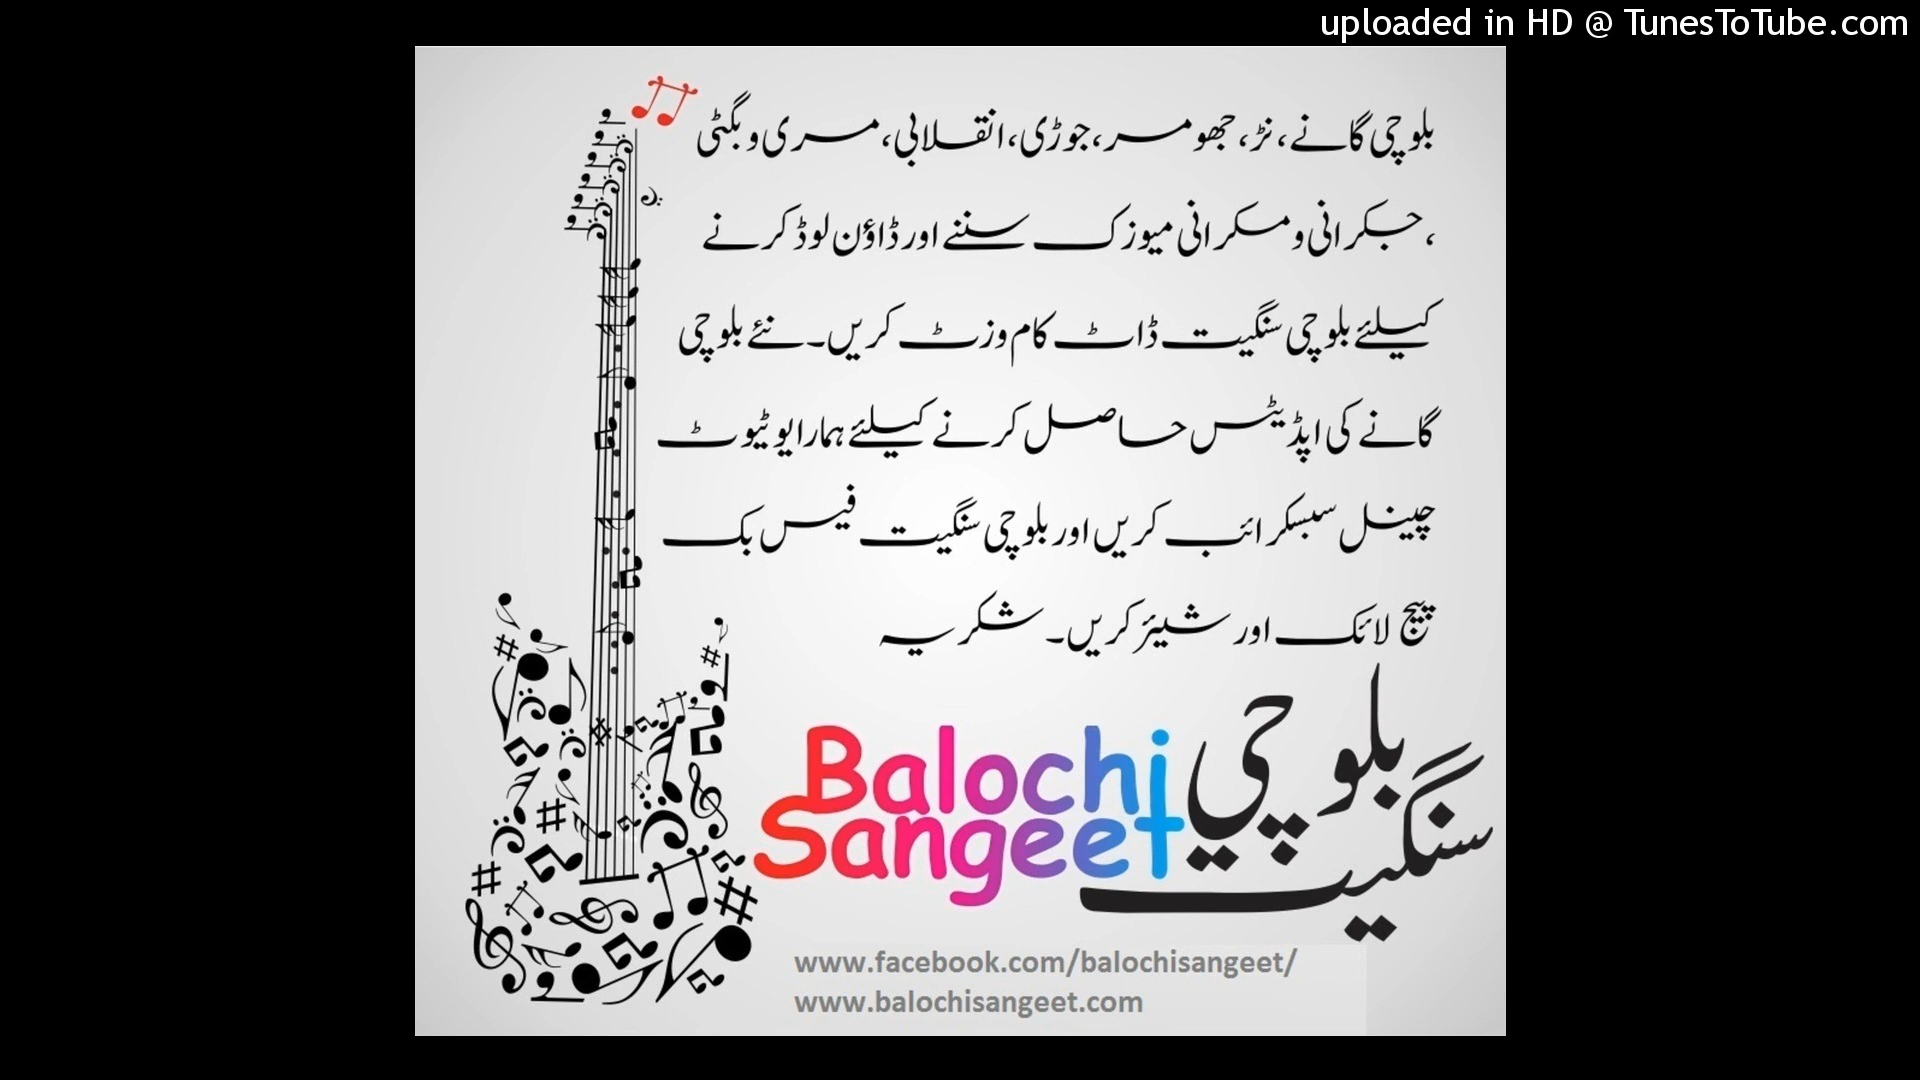 uploaded in HD @ TunesToTube.com
بلوچی گانے، نڑ، جھومر، جوڑی، انقلابی، مری و بگٹی
، جکرانی و مکرانی میوزک سننے اور ڈاؤن لوڈ کرنے
کیلئے بلوچی سنگیت ڈاٹ کام وزٹ کریں۔ نئے بلوچی
گانے کی اپڈیٹس حاصل کرنے کیلئے ہمارا یو ٹیوٹ
چینل سبسکرائب کریں اور بلوچی سنگیت فیس بک
پیج لائک اور شیئر کریں۔ شکریہ
Balochi
Sangeet
بلوچی
سنگیت
www.facebook.com/balochisangeet/
www.balochisangeet.com